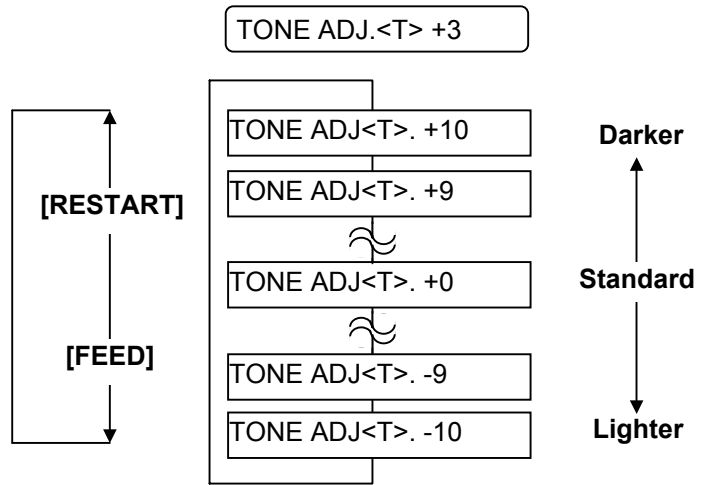 TONE ADJ.<T> +3
TONE ADJ<T>. +10
Darker
[RESTART]
TONE ADJ<T>. +9
TONE ADJ<T>. +0
Standard
[FEED]
TONE ADJ<T>. -9
TONE ADJ<T>. -10
Lighter